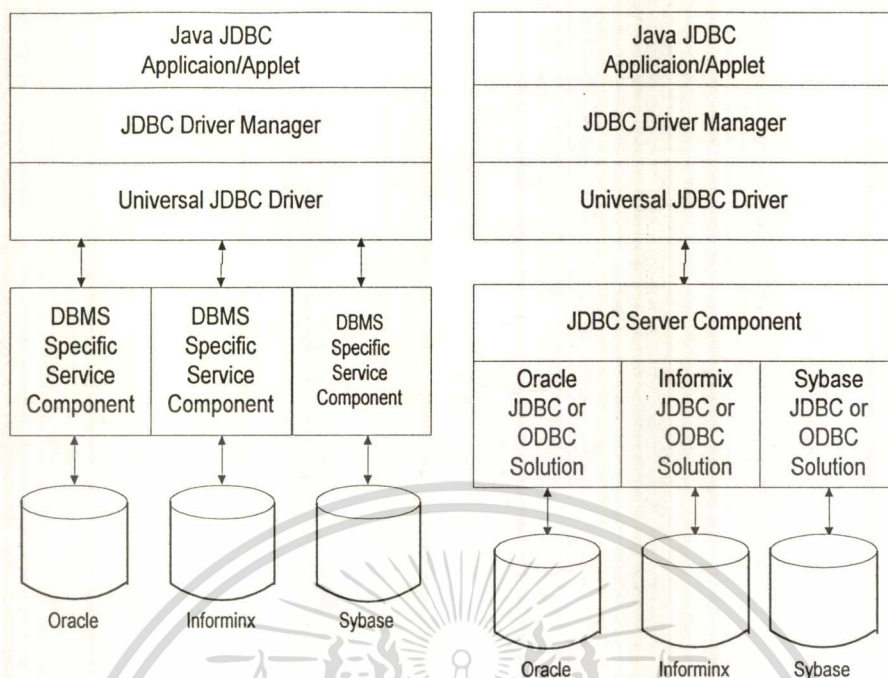 Java JDBC
Applicaion/Applet
JDBC Driver Manager
Universal JDBC Driver
DBMS
Specific
Service
Component
DBMS
Specific
Service
Component
DBMS
Specific
Service
Component
Oracle
Informinx
Sybase
Java JDBC
Applicaion/Applet
JDBC Driver Manager
Universal JDBC Driver
JDBC Server Component
Oracle
JDBC or
ODBC
Solution
Informix
JDBC or
ODBC
Solution
Sybase
JDBC or
ODBC
Solution
Oracle
Informinx
Sybase